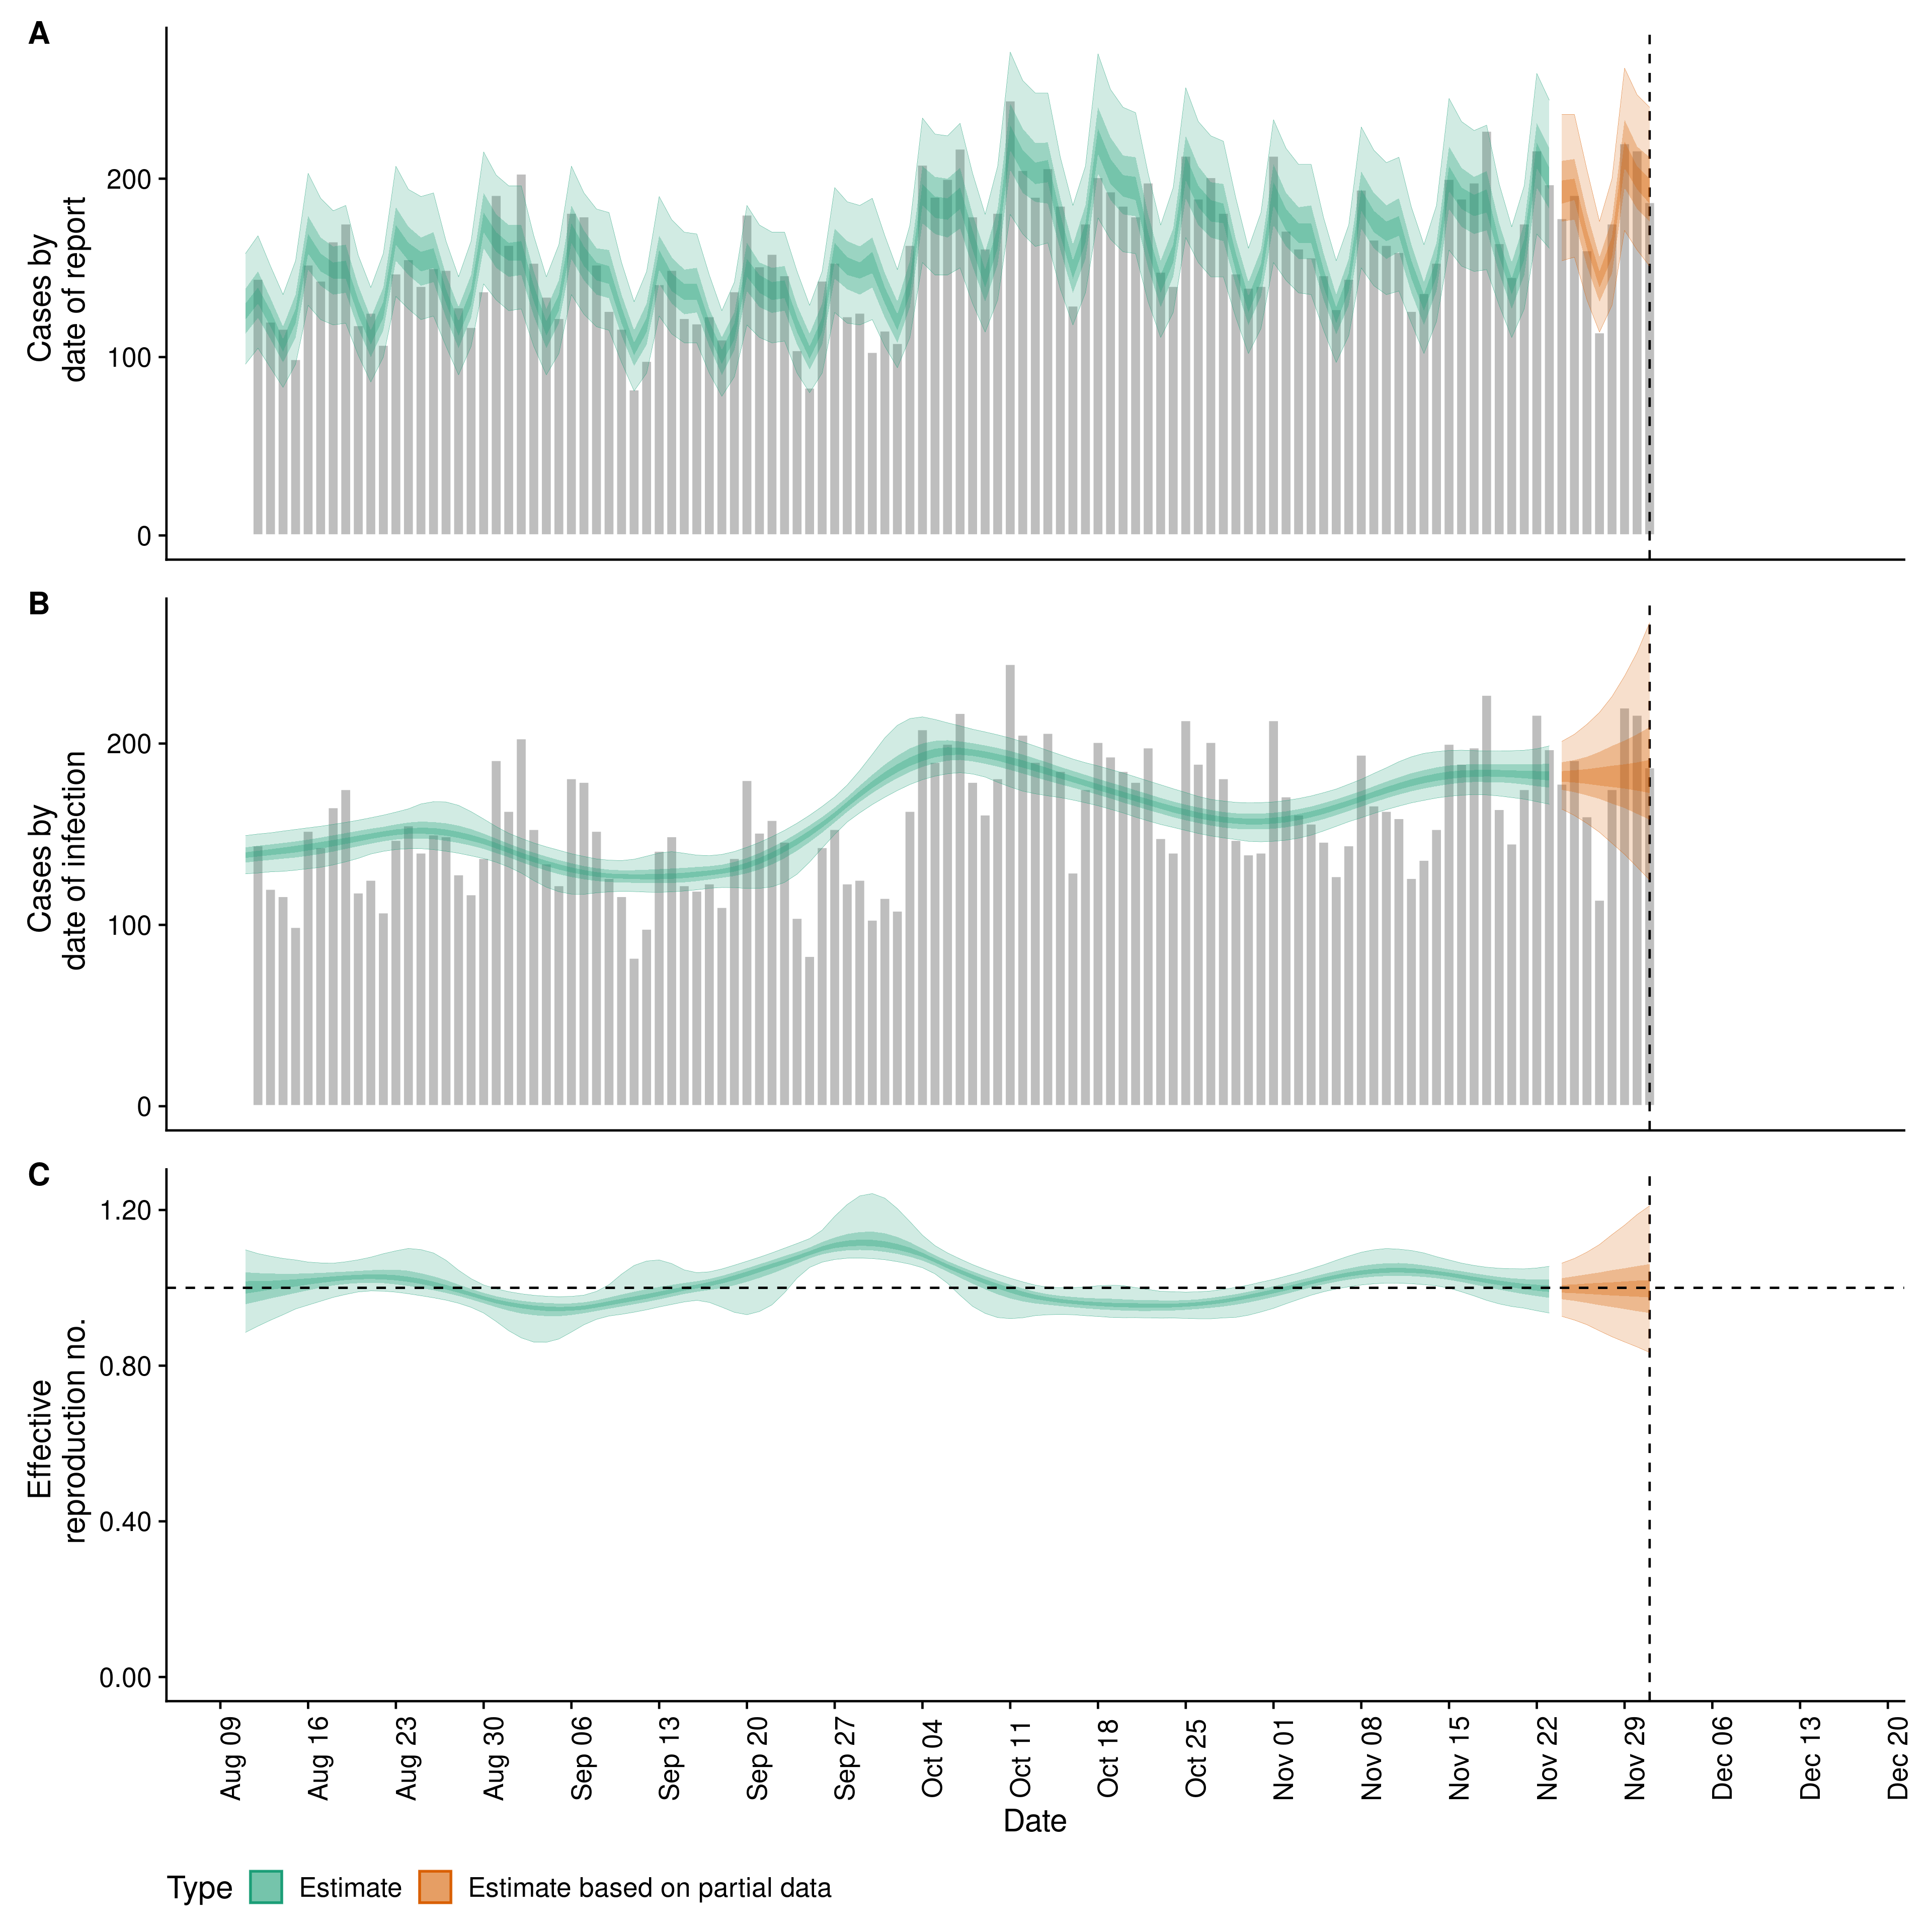 A
Cases by
date of report
200
100
0
B
Cases by
date of infection
200
100
0
C
Effective
reproduction no.
1.20
0.80
0.40
0.00
Aug 09
Aug 16
Aug 23
Aug 30
Sep 06
Sep 13
Sep 20
Sep 27
Oct 04
Oct 11
Oct 18
Oct 25
Nov 01
Nov 08
Nov 15
Nov 22
Nov 29
Dec 06
Dec 13
Dec 20
Date
Type Estimate Estimate based on partial data